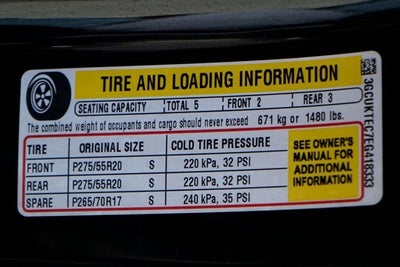 TIRE AND LOADING INFORMATION
SEATING CAPACITY TOTAL 5 FRONT 2 REAR 3
The combined weight of occupants and cargo should never exceed 671 kg or 1480 lbs.
TIRE ORIGINAL SIZE COLD TIRE PRESSURE
FRONT P275/55R20 S 220 kPa, 32 PSI
REAR P275/55R20 S 220 kPa, 32 PSI
SPARE P265/70R17 S 240 kPa, 35 PSI
SEE OWNER'S
MANUAL FOR
ADDITIONAL
INFORMATION
3GCUKTEC7EG418333